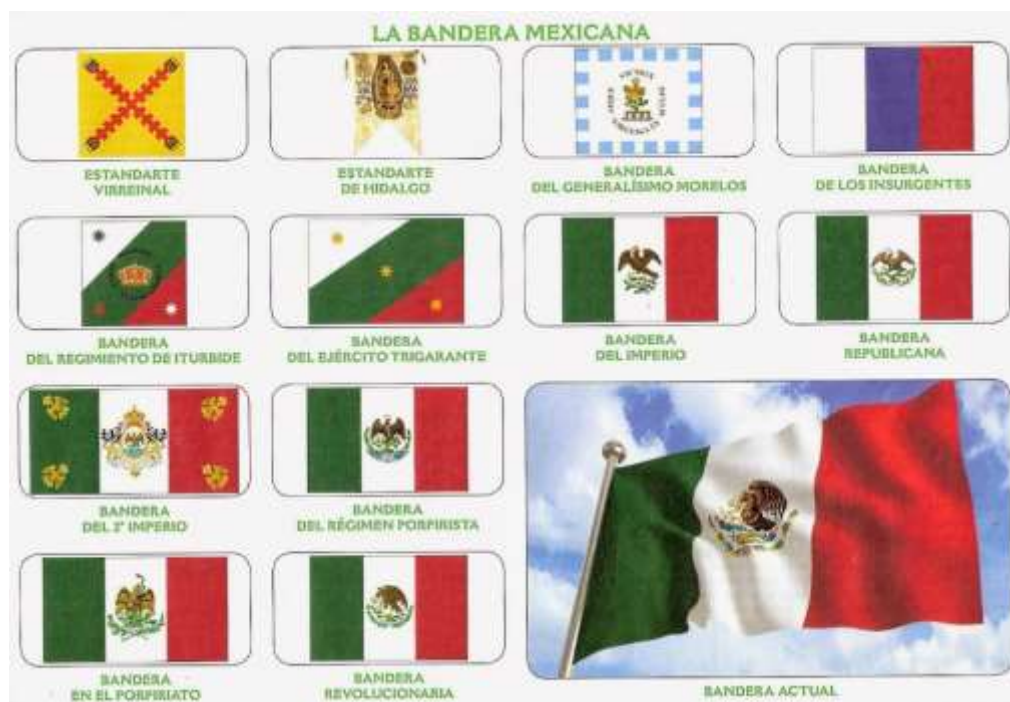 LA BANDERA MEXICANA
ESTANDARTE
VIRREINAL
ESTANDARTE
DE HIDALGO
BANDERA
DEL GENERALÍSIMO MORELOS
BANDERA
DE LOS INSURGENTES
BANDERA
DEL REGIMIENTO DE ITURBIDE
BANDERA
DEL EJÉRCITO TRIGARANTE
BANDERA
DEL IMPERIO
BANDERA
REPUBLICANA
BANDERA
DEL 2º IMPERIO
BANDERA
DEL RÉGIMEN PORFIRISTA
BANDERA
EN EL PORFIRIATO
BANDERA
REVOLUCIONARIA
BANDERA ACTUAL